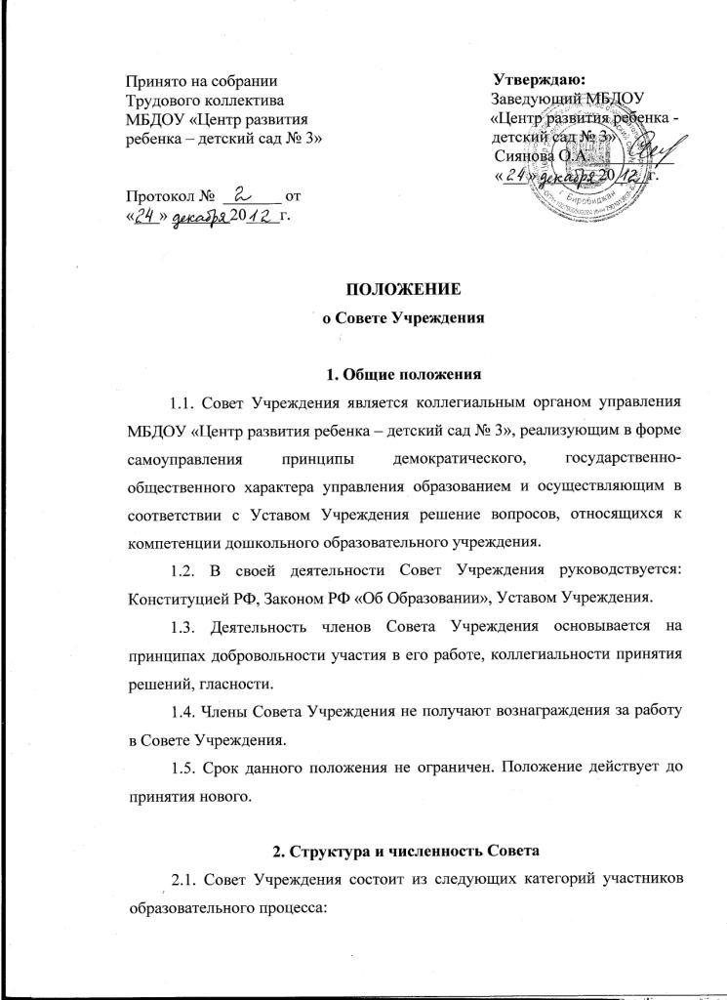 Принято на собрании
Трудового коллектива
МБДОУ «Центр развития
ребенка – детский сад № 3»
Протокол № 2 от
«24» декабря 2012 г.
Утверждаю:
Заведующий МБДОУ
«Центр развития ребенка -
детский сад № 3»
Сиянова О.А.
«24» декабря 2012 г.
г. Биробиджан
ПОЛОЖЕНИЕ
о Совете Учреждения
1. Общие положения
1.1. Совет Учреждения является коллегиальным органом управления
МБДОУ «Центр развития ребенка – детский сад № 3», реализующим в форме
самоуправления принципы демократического, государственно-
общественного характера управления образованием и осуществляющим в
соответствии с Уставом Учреждения решение вопросов, относящихся к
компетенции дошкольного образовательного учреждения.
1.2. В своей деятельности Совет Учреждения руководствуется:
Конституцией РФ, Законом РФ «Об Образовании», Уставом Учреждения.
1.3. Деятельность членов Совета Учреждения основывается на
принципах добровольности участия в его работе, коллегиальности принятия
решений, гласности.
1.4. Члены Совета Учреждения не получают вознаграждения за работу
в Совете Учреждения.
1.5. Срок данного положения не ограничен. Положение действует до
принятия нового.
2. Структура и численность Совета
2.1. Совет Учреждения состоит из следующих категорий участников
образовательного процесса: